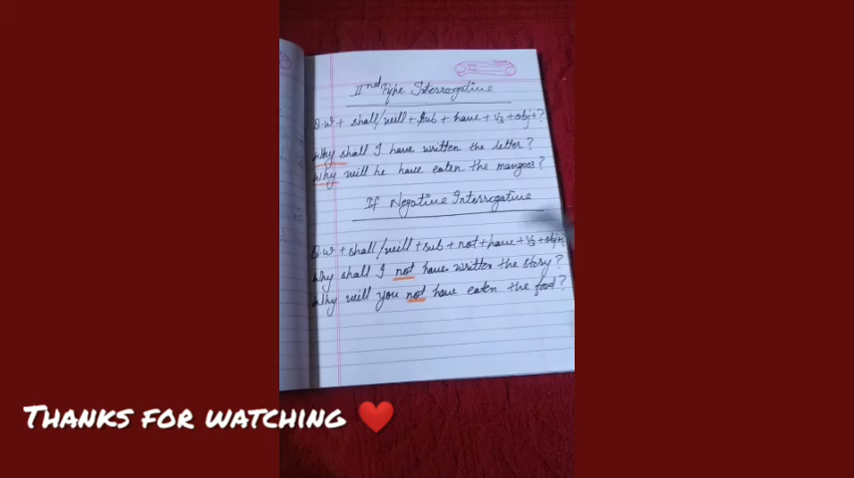 IInd Type Interrogative
Q.w + shall/will + sub + have + V3 + obj + ?
Why shall I have written the letter?
Why will he have eaten the mangoes?
If Negative Interrogative
Q.w + shall/will + sub + not + have + V3 + obj + ?
Why shall I not have written the story?
Why will you not have eaten the food?
THANKS FOR WATCHING ❤️